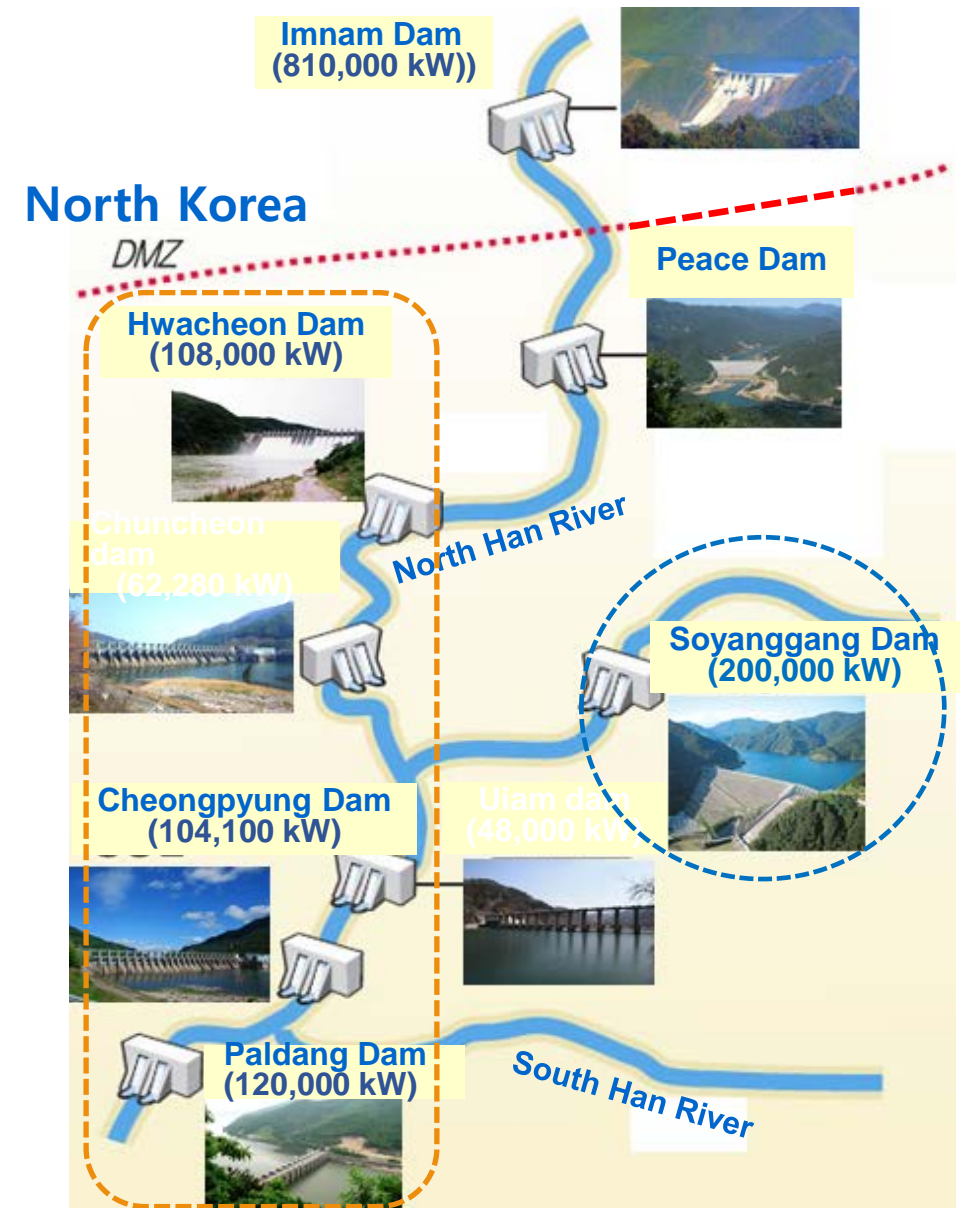 Imnam Dam
(810,000 kW))
North Korea
DMZ
Peace Dam
Hwacheon Dam
(108,000 kW)
Chuncheon
dam
(62,280 kW)
North Han River
Soyanggang Dam
(200,000 kW)
Cheongpyung Dam
(104,100 kW)
Uiam dam
(48,000 kW)
Paldang Dam
(120,000 kW)
South Han River